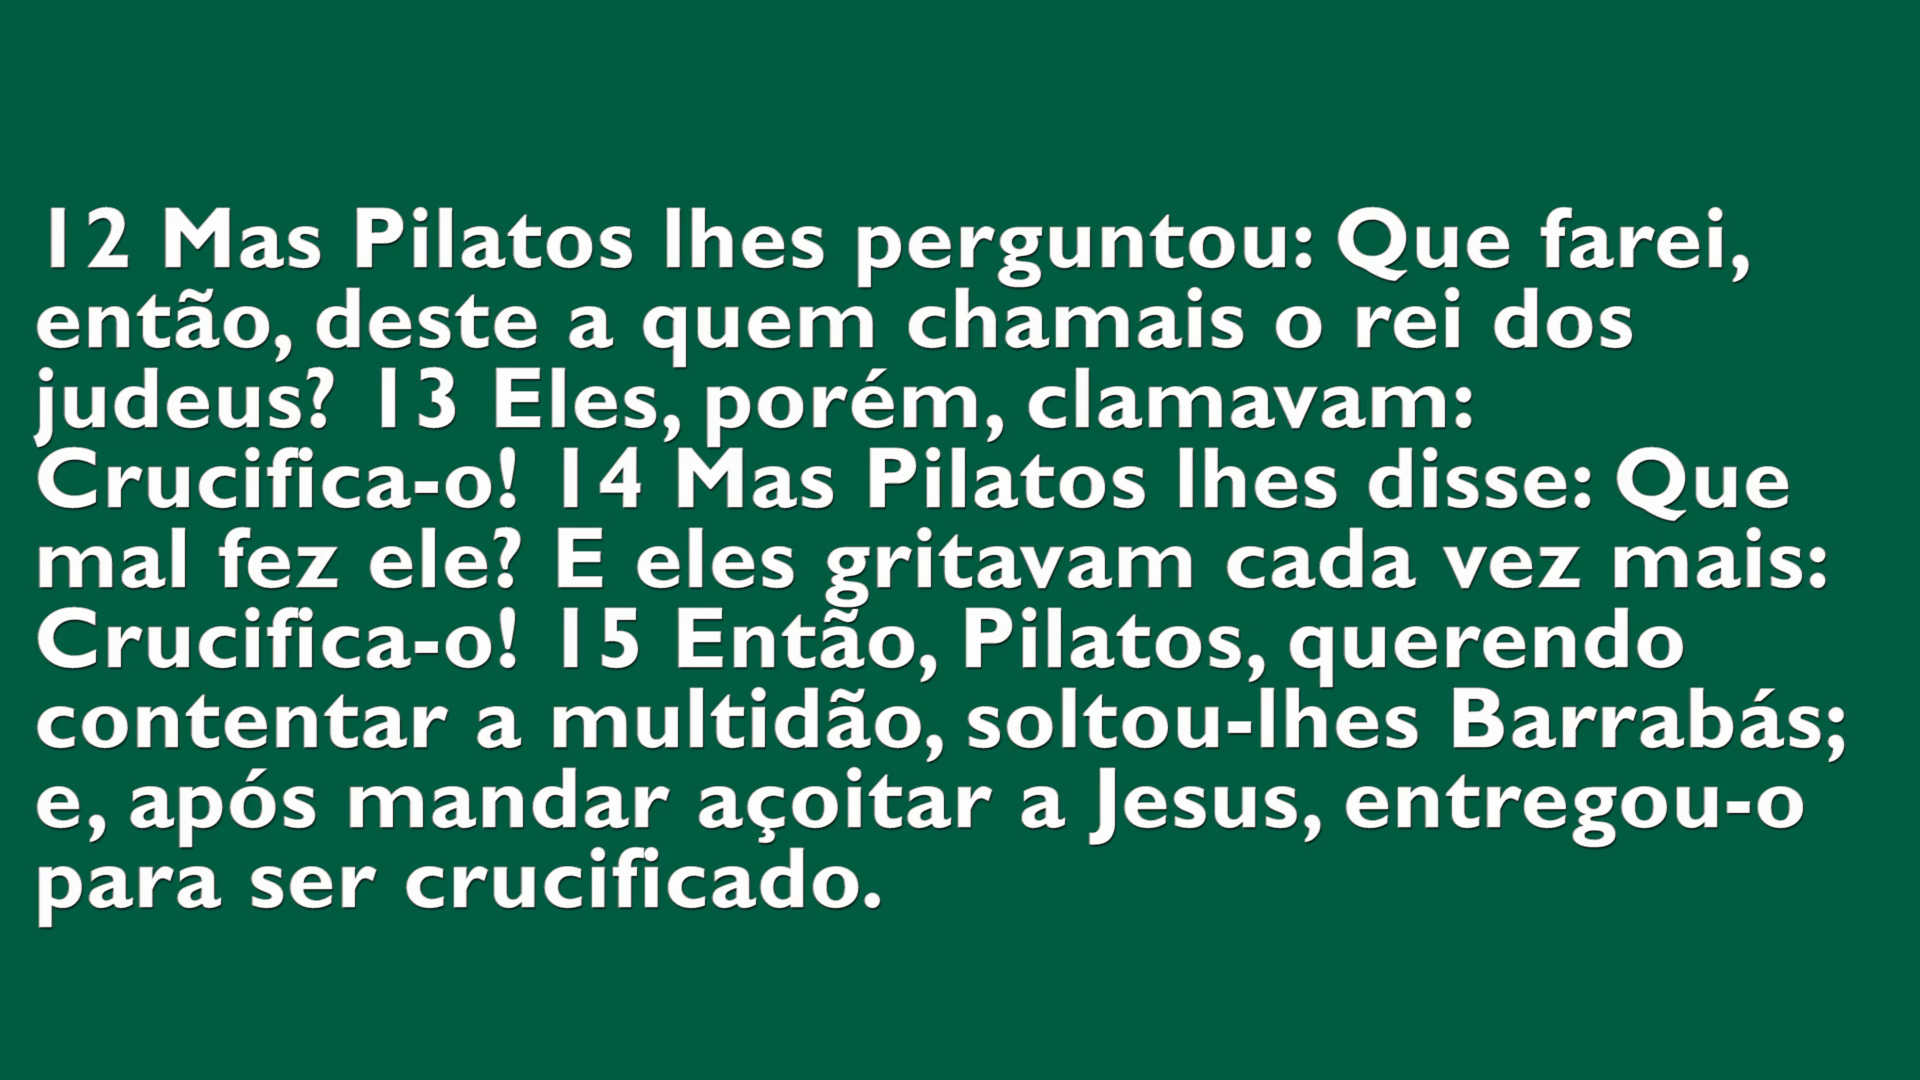 12 Mas Pilatos lhes perguntou: Que farei,
então, deste a quem chamais o rei dos
judeus? 13 Eles, porém, clamavam:
Crucifica-o! 14 Mas Pilatos lhes disse: Que
mal fez ele? E eles gritavam cada vez mais:
Crucifica-o! 15 Então, Pilatos, querendo
contentar a multidão, soltou-lhes Barrabás;
e, após mandar açoitar a Jesus, entregou-o
para ser crucificado.